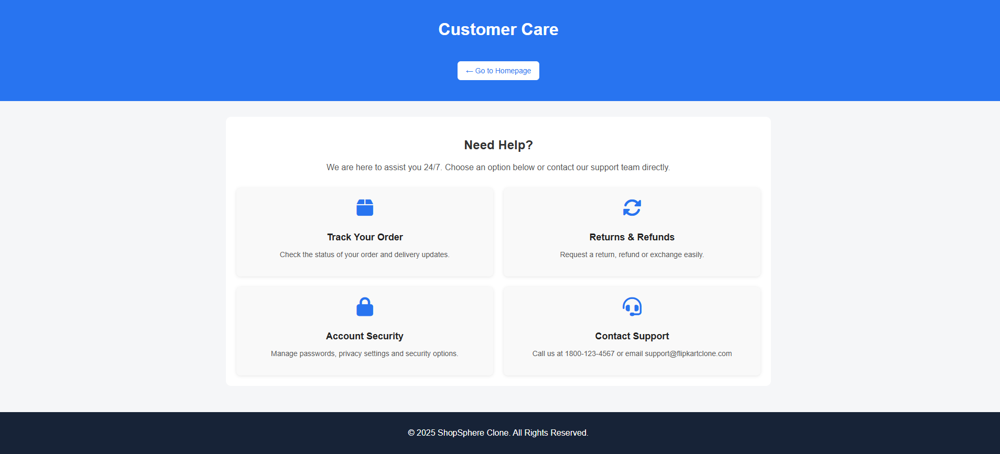 Customer Care
← Go to Homepage
Need Help?
We are here to assist you 24/7. Choose an option below or contact our support team directly.
Track Your Order
Check the status of your order and delivery updates.
Returns & Refunds
Request a return, refund or exchange easily.
Account Security
Manage passwords, privacy settings and security options.
Contact Support
Call us at 1800-123-4567 or email support@flipkartclone.com
© 2025 ShopSphere Clone. All Rights Reserved.